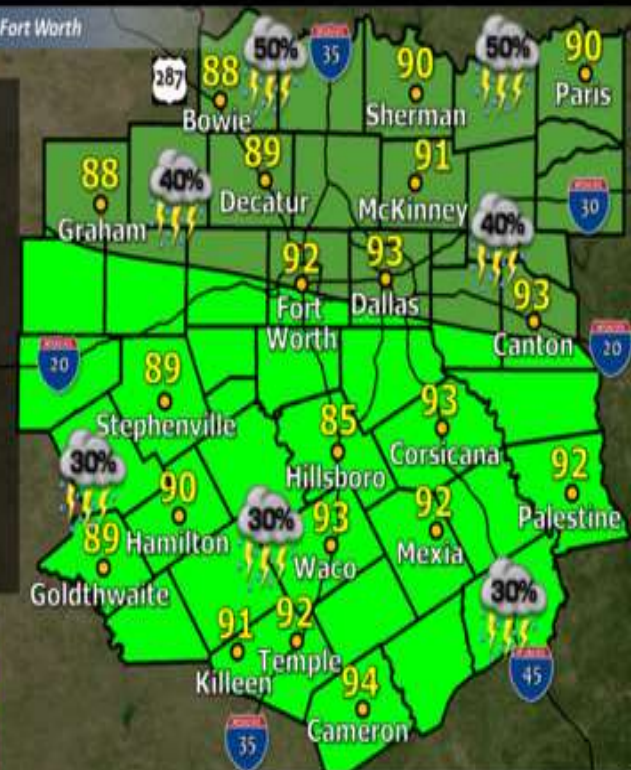 Fort Worth
50%
35
50%
90
Paris
287
88
Bowie
90
Sherman
88
Graham
40%
89
Decatur
91
McKinney
30
40%
92
Fort
Worth
93
Dallas
93
Canton
20
20
89
Stephenville
85
Hillsboro
93
Corsicana
30%
90
Hamilton
30%
93
Waco
92
Mexia
92
Palestine
89
Goldthwaite
30%
91
Killeen
92
Temple
94
Cameron
45
35